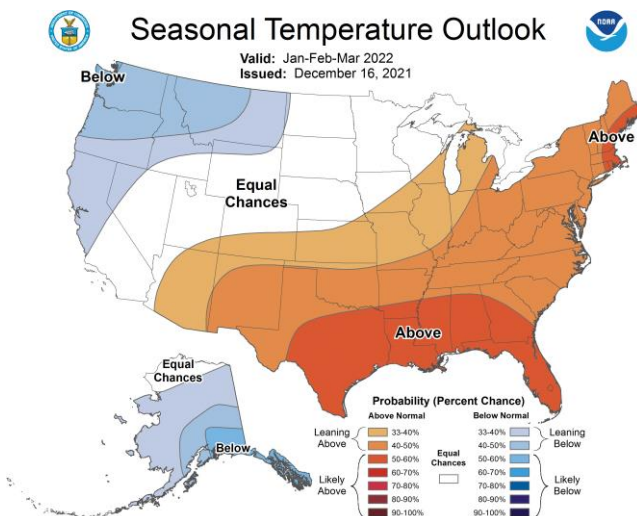 Seasonal Temperature Outlook
NOAA
Valid: Jan-Feb-Mar 2022
Issued: December 16, 2021
Below
Above
Equal
Chances
Above
Equal
Chances
Below
Probability (Percent Chance)
Above Normal
Below Normal
Leaning
Above
33-40%
40-50%
Likely
Above
50-60%
60-70%
70-80%
80-90%
90-100%
Equal
Chances
33-40%
40-50%
Leaning
Below
50-60%
60-70%
70-80%
80-90%
90-100%
Likely
Below